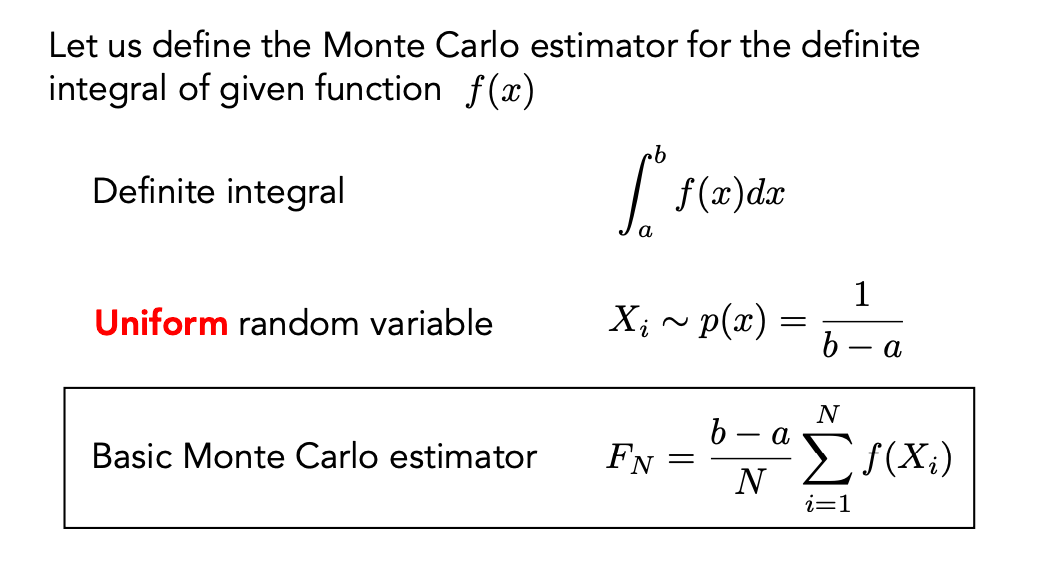 Let us define the Monte Carlo estimator for the definite
integral of given function f(x)
Definite integral \int_a^b f(x)dx
Uniform random variable X_i \sim p(x) = \frac{1}{b-a}
Basic Monte Carlo estimator F_N = \frac{b-a}{N} \sum_{i=1}^{N} f(X_i)